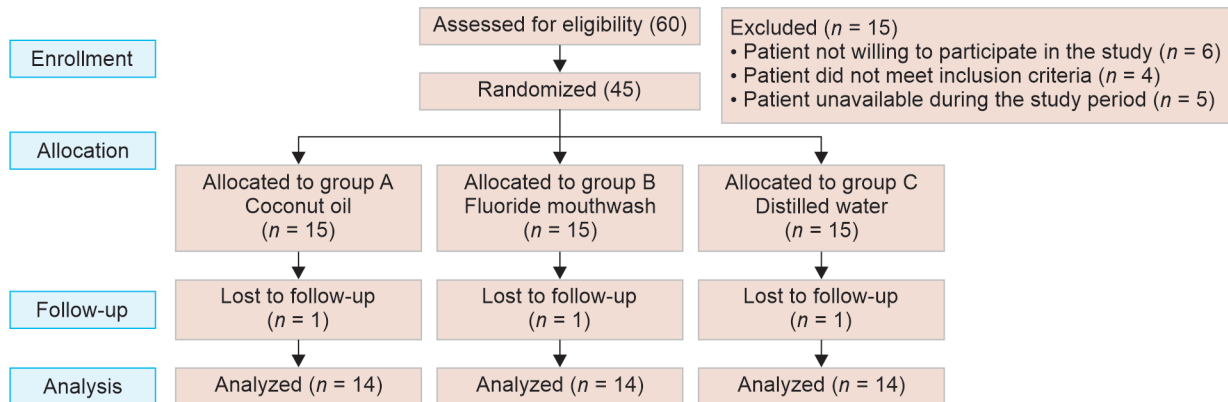 Enrollment
Assessed for eligibility (60)
Excluded (n = 15)
• Patient not willing to participate in the study (n = 6)
• Patient did not meet inclusion criteria (n = 4)
• Patient unavailable during the study period (n = 5)
Randomized (45)
Allocation
Allocated to group A
Coconut oil
(n = 15)
Allocated to group B
Fluoride mouthwash
(n = 15)
Allocated to group C
Distilled water
(n = 15)
Follow-up
Lost to follow-up
(n = 1)
Lost to follow-up
(n = 1)
Lost to follow-up
(n = 1)
Analysis
Analyzed (n = 14)
Analyzed (n = 14)
Analyzed (n = 14)